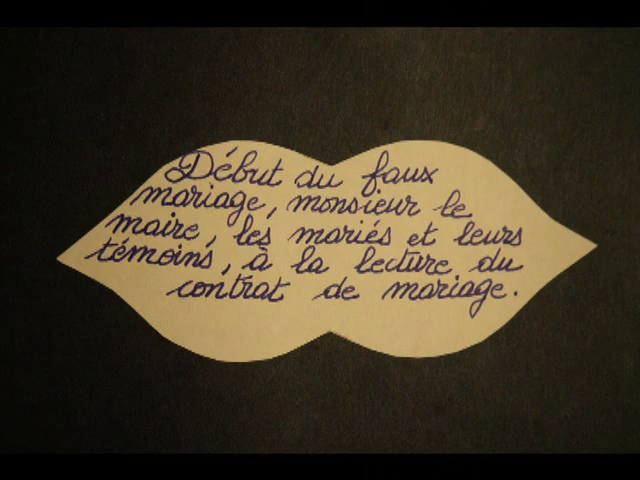 Début du faux
mariage, monsieur le
maire, les mariés et leurs
témoins, à la lecture du
contrat de mariage.